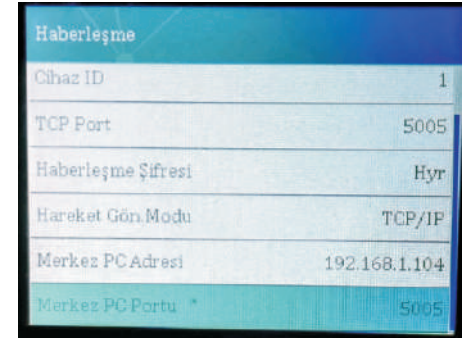 Haberleşme
Cihaz ID 1
TCP Port 5005
Haberleşme Şifresi Hyr
Hareket Gön.Modu TCP/IP
Merkez PC Adresi 192.168.1.104
Merkez PC Portu * 5005